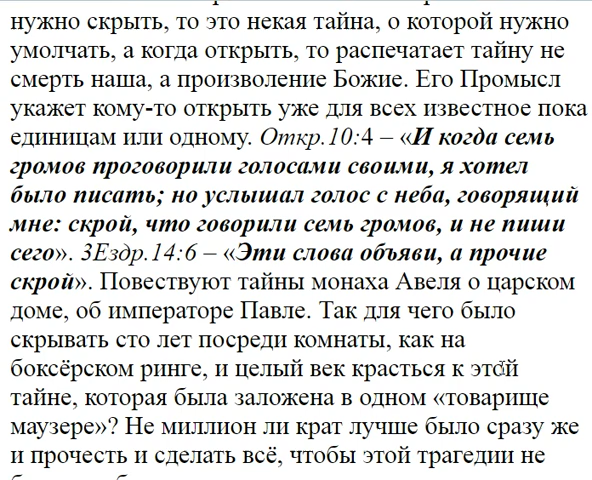 нужно скрыть, то это некая тайна, о которой нужно
умолчать, а когда открыть, то распечатает тайну не
смерть наша, а произволение Божие. Его Промысл
укажет кому-то открыть уже для всех известное пока
единицам или одному. Откр.10:4 – «И когда семь
громов проговорили голосами своими, я хотел
было писать; но услышал голос с неба, говорящий
мне: скрой, что говорили семь громов, и не пиши
сего». 3Ездр.14:6 – «Эти слова объяви, а прочие
скрой». Повествуют тайны монаха Авеля о царском
доме, об императоре Павле. Так для чего было
скрывать сто лет посреди комнаты, как на
боксёрском ринге, и целый век красться к этой
тайне, которая была заложена в одном «товарище
маузере»? Не миллион ли крат лучше было сразу же
и прочесть и сделать всё, чтобы этой трагедии не